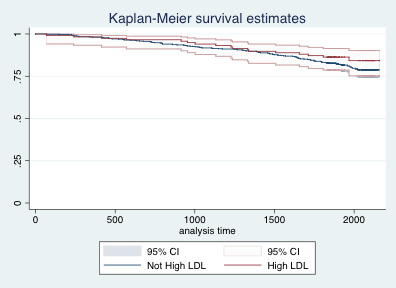 Kaplan-Meier survival estimates
1
.75
.5
.25
0
0 500 1000 1500 2000
analysis time
95% CI 95% CI
Not High LDL High LDL